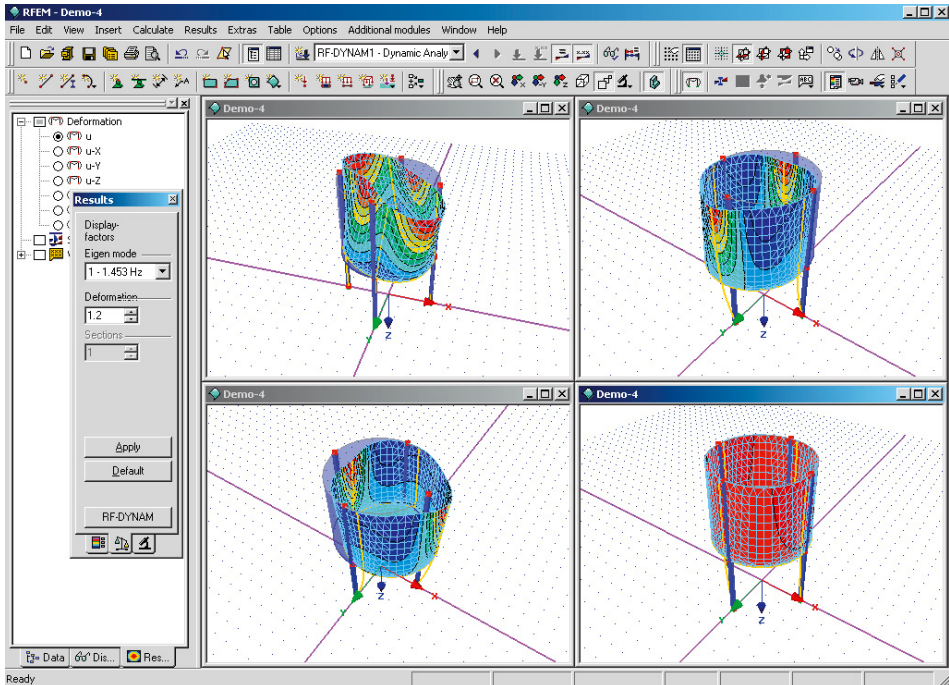 RFEM - Demo-4
File Edit View Insert Calculate Results Extras Table Options Additional modules Window Help
RF-DYNAM1 - Dynamic Analy
Deformation
u
u-X
u-Y
u-Z
Results
Display-
factors
Eigen mode
1 - 1.453 Hz
Deformation
1.2
Sections
1
Apply
Default
RF-DYNAM
Data Dis... Res...
Ready
Demo-4
X
Y
Z
Demo-4
X
Y
Z
Demo-4
X
Y
Z
Demo-4
X
Y
Z